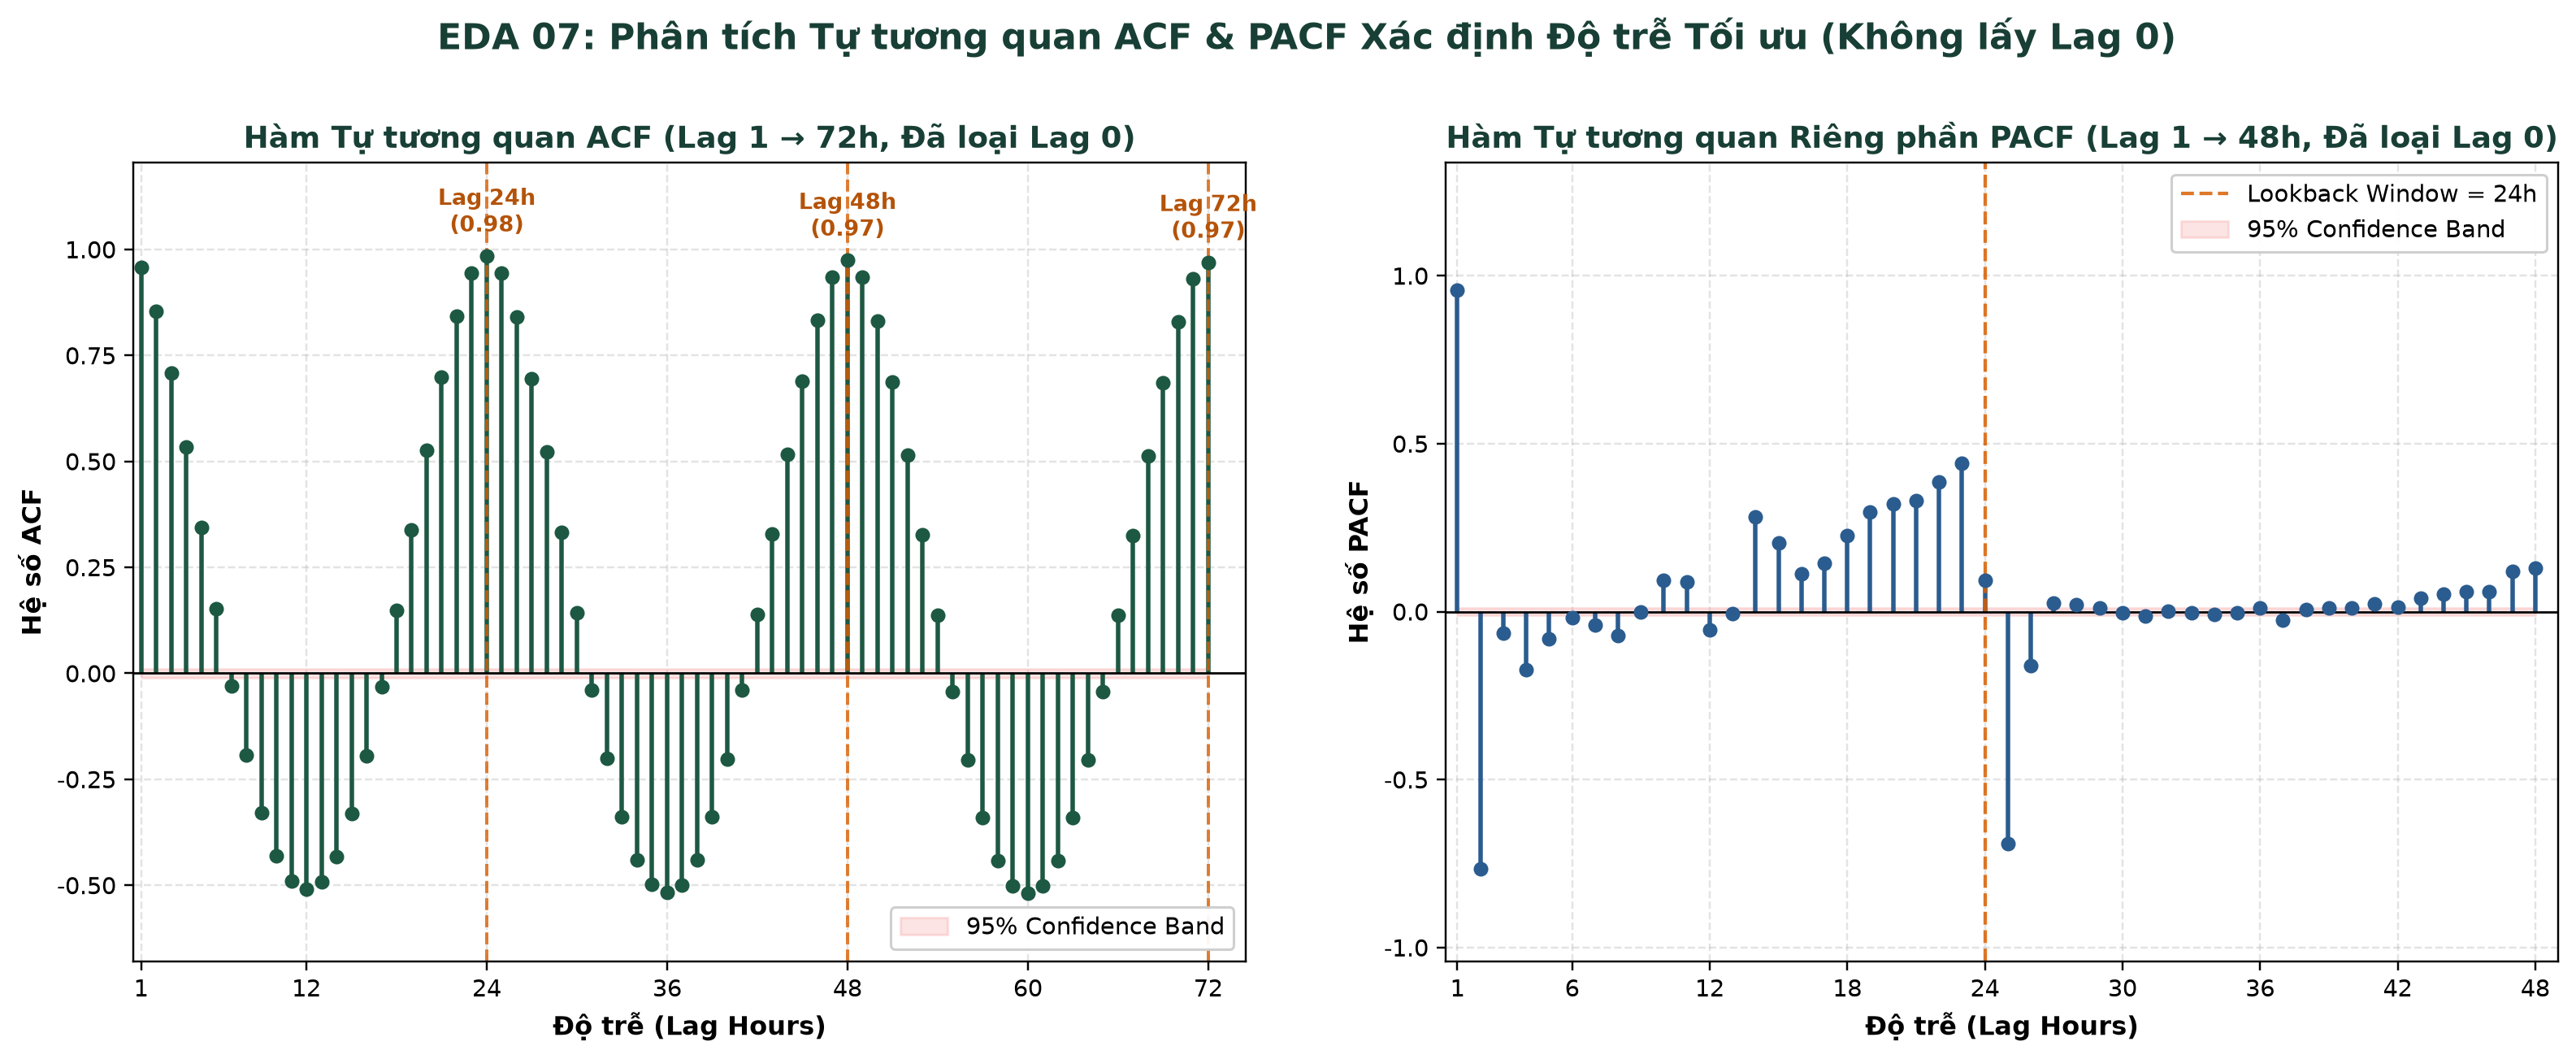 EDA 07: Phân tích Tự tương quan ACF & PACF Xác định Độ trễ Tối ưu (Không lấy Lag 0)
Hàm Tự tương quan ACF (Lag 1 → 72h, Đã loại Lag 0)
Lag 24h
(0.98)
Lag 48h
(0.97)
Lag 72h
(0.97)
1.00
0.75
0.50
0.25
0.00
-0.25
-0.50
Hệ số ACF
95% Confidence Band
1 12 24 36 48 60 72
Độ trễ (Lag Hours)
Hàm Tự tương quan Riêng phần PACF (Lag 1 → 48h, Đã loại Lag 0)
Lookback Window = 24h
95% Confidence Band
1.0
0.5
0.0
-0.5
-1.0
Hệ số PACF
1 6 12 18 24 30 36 42 48
Độ trễ (Lag Hours)